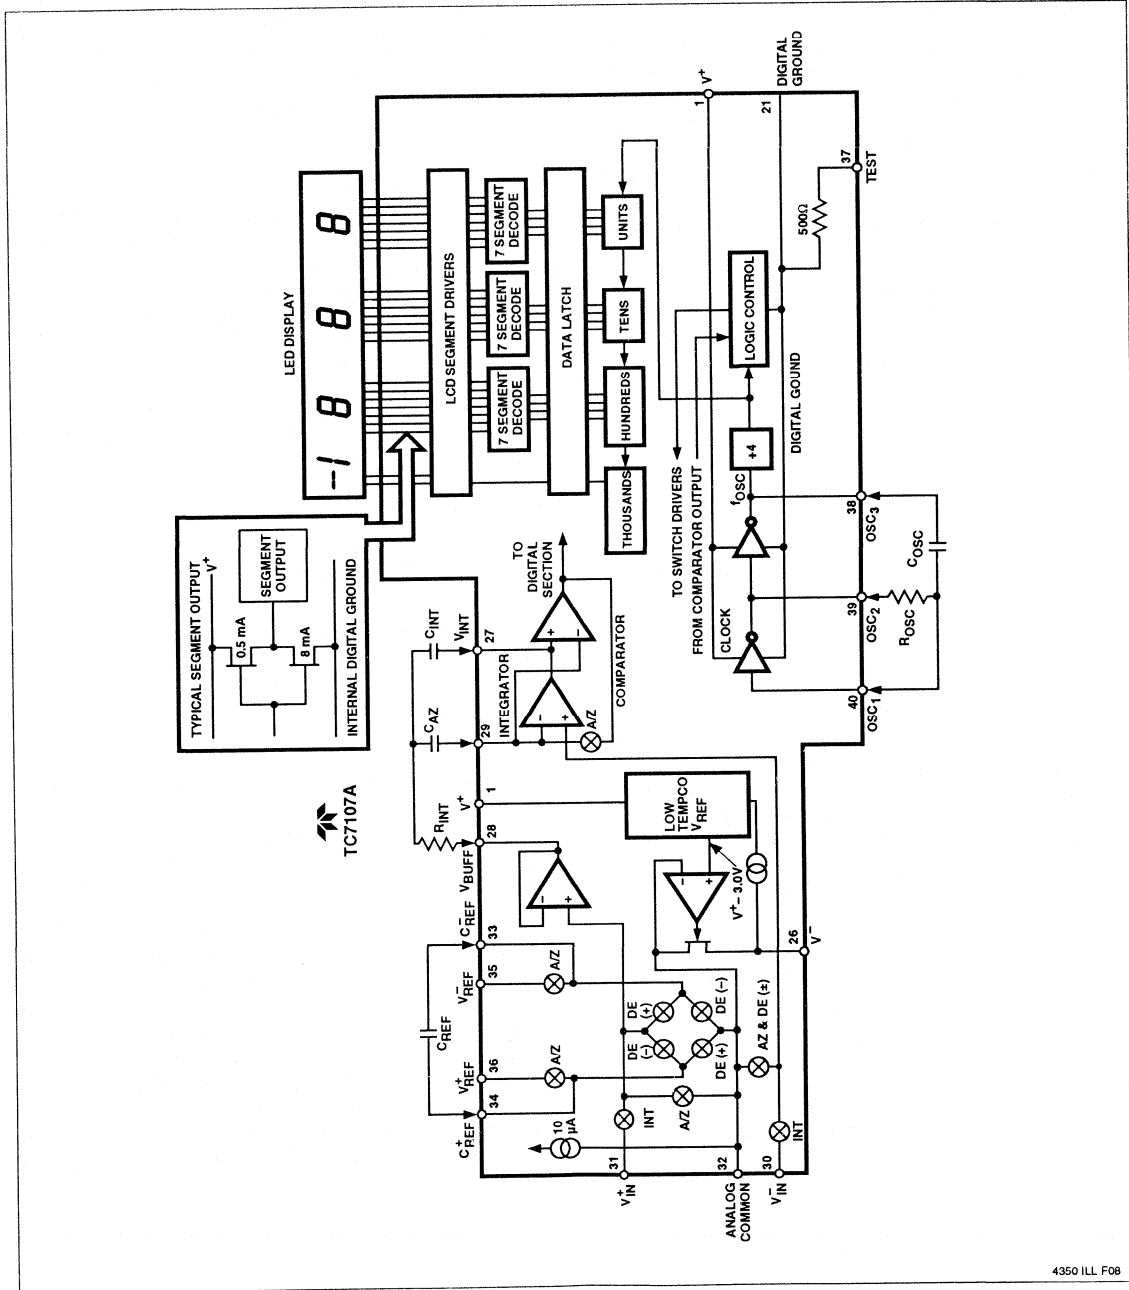 TYPICAL SEGMENT OUTPUT
V+
0.5 mA
8 mA
SEGMENT
OUTPUT
INTERNAL DIGITAL GROUND
TC7107A
LED DISPLAY
-1 8 8 8
LCD SEGMENT DRIVERS
7 SEGMENT
DECODE
7 SEGMENT
DECODE
7 SEGMENT
DECODE
DATA LATCH
THOUSANDS
HUNDREDS
TENS
UNITS
TO SWITCH DRIVERS
FROM COMPARATOR OUTPUT
CLOCK
fOSC
÷4
LOGIC CONTROL
DIGITAL GOUND
500Ω
V+
1
DIGITAL
GROUND
21
37
TEST
40
OSC1
39
OSC2
38
OSC3
ROSC
COSC
CREF
RINT
CAZ
CINT
C+REF
34
V+REF
36
V-REF
35
C-REF
33
VBUFF
28
V+
1
29
VINT
27
INTEGRATOR
TO
DIGITAL
SECTION
COMPARATOR
+
-
-
+
A/Z
-
+
10
µA
A/Z
A/Z
DE
(-)
DE
(+)
DE (+)
DE (-)
INT
A/Z
AZ & DE (±)
INT
LOW
TEMPCO
VREF
-
+
V+ - 3.0V
26
V-
31
V+IN
32
ANALOG
COMMON
30
V-IN
4350 ILL F08